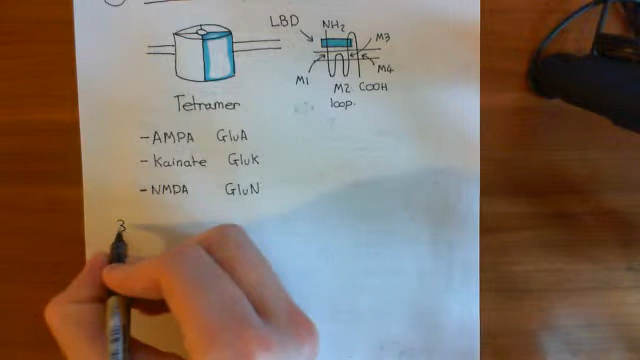 LBD
NH2
M3
M1
M4
M2
COOH
loop.
Tetramer
-AMPA GluA
-Kainate GluK
-NMDA GluN
3